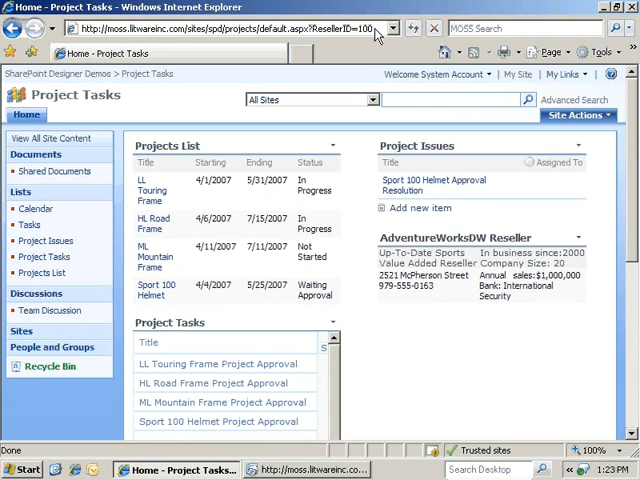 Home - Project Tasks - Windows Internet Explorer
http://moss.litwareinc.com/sites/spd/projects/default.aspx?ResellerID=100
MOSS Search
Home - Project Tasks
Page
Tools
SharePoint Designer Demos > Project Tasks
Welcome System Account
My Site
My Links
Project Tasks
All Sites
Advanced Search
Home
Site Actions
View All Site Content
Documents
Shared Documents
Lists
Calendar
Tasks
Project Issues
Project Tasks
Projects List
Discussions
Team Discussion
Sites
People and Groups
Recycle Bin
Projects List
Title Starting Ending Status
LL Touring Frame 4/1/2007 5/31/2007 In Progress
HL Road Frame 4/6/2007 7/15/2007 In Progress
ML Mountain Frame 4/11/2007 7/11/2007 Not Started
Sport 100 Helmet 4/4/2007 5/25/2007 Waiting Approval
Project Tasks
Title S
LL Touring Frame Project Approval
HL Road Frame Project Approval
ML Mountain Frame Project Approval
Sport 100 Helmet Project Approval
Project Issues
Title Assigned To
Sport 100 Helmet Approval
Resolution
Add new item
AdventureWorksDW Reseller
Up-To-Date Sports In business since:2000
Value Added Reseller Company Size: 20
2521 McPherson Street Annual sales:$1,000,000
979-555-0163 Bank: International
Security
Done
Trusted sites
100%
Start
Home - Project Tasks...
http://moss.litwareinc.co...
Search Desktop
1:23 PM